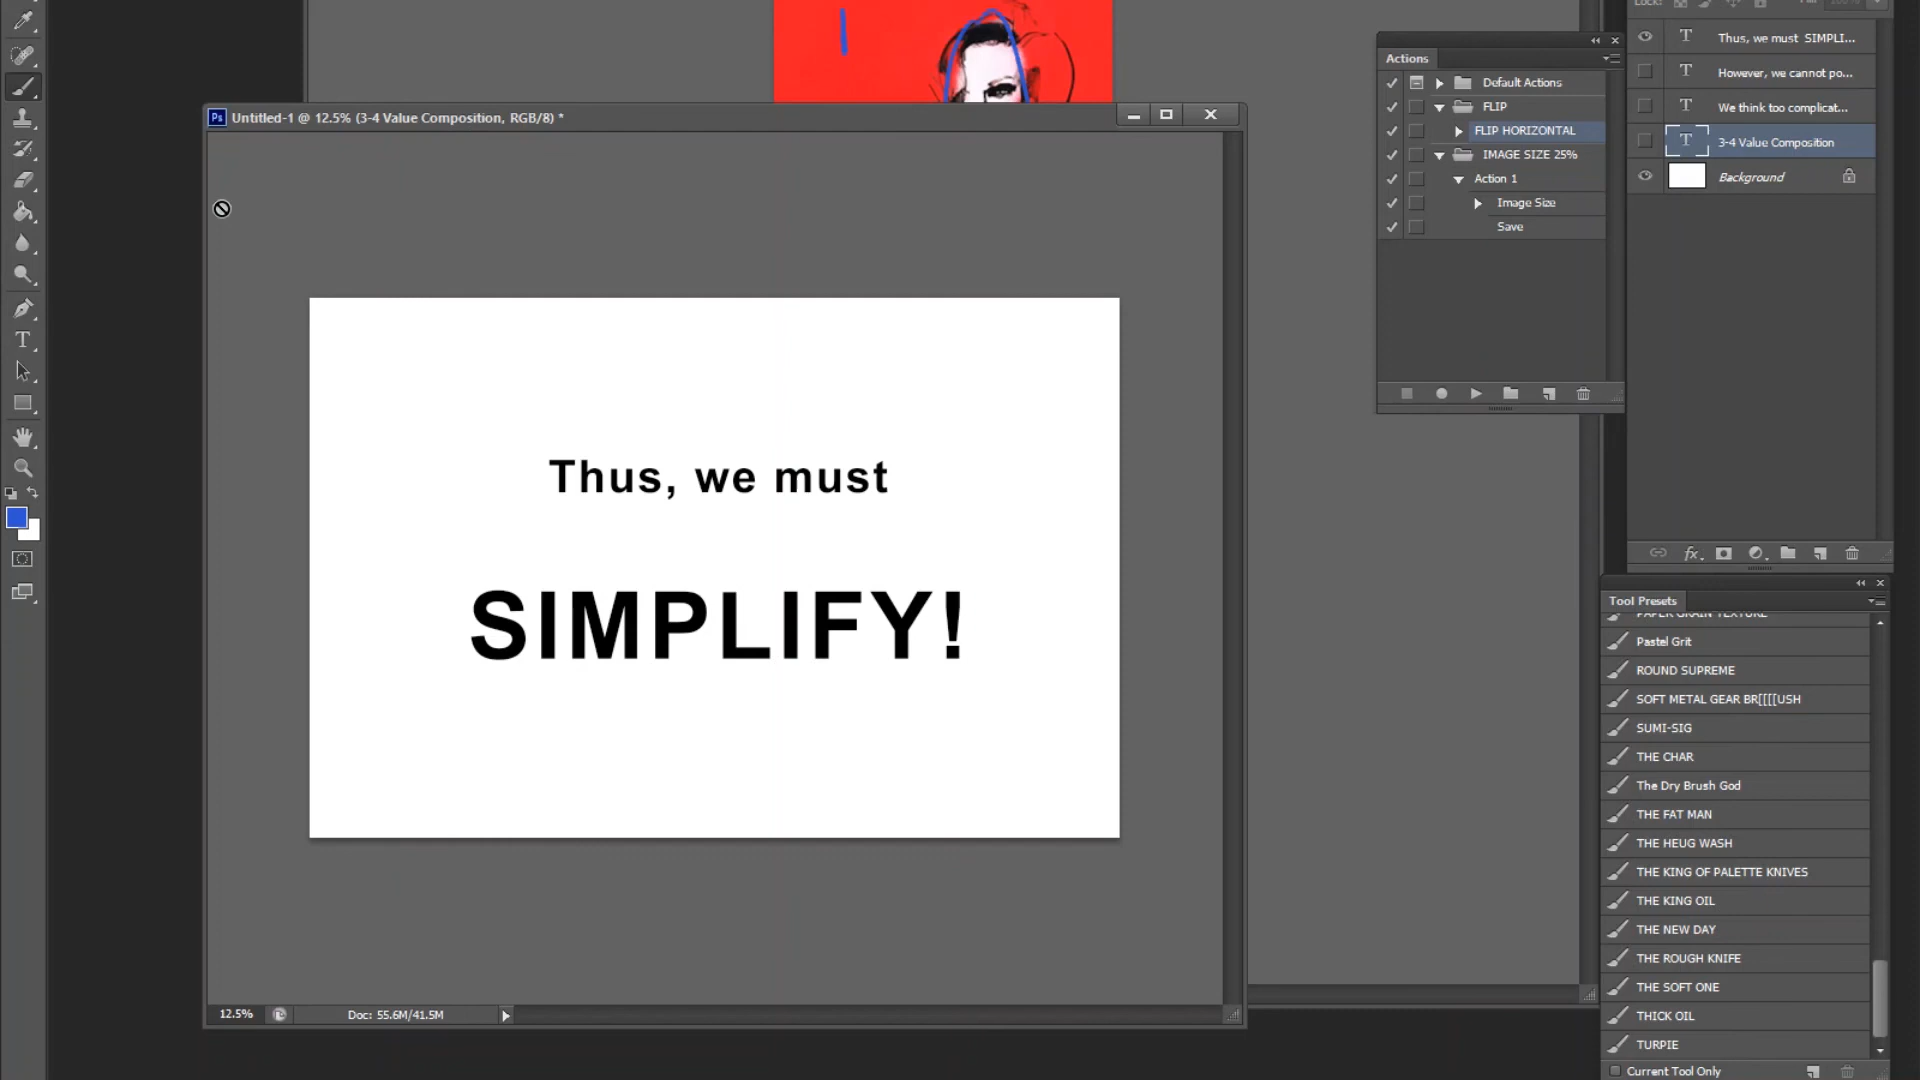 Untitled-1 @ 12.5% (3-4 Value Composition, RGB/8) *
Thus, we must
SIMPLIFY!
12.5%
Doc: 55.6M/41.5M
Actions
Default Actions
FLIP
FLIP HORIZONTAL
IMAGE SIZE 25%
Action 1
Image Size
Save
Lock:
Thus, we must  SIMPLI...
However, we cannot po...
We think too complicat...
3-4 Value Composition
Background
Tool Presets
PAPER GRAIN TEXTURE
Pastel Grit
ROUND SUPREME
SOFT METAL GEAR BR[[[[USH
SUMI-SIG
THE CHAR
The Dry Brush God
THE FAT MAN
THE HEUG WASH
THE KING OF PALETTE KNIVES
THE KING OIL
THE NEW DAY
THE ROUGH KNIFE
THE SOFT ONE
THICK OIL
TURPIE
Current Tool Only